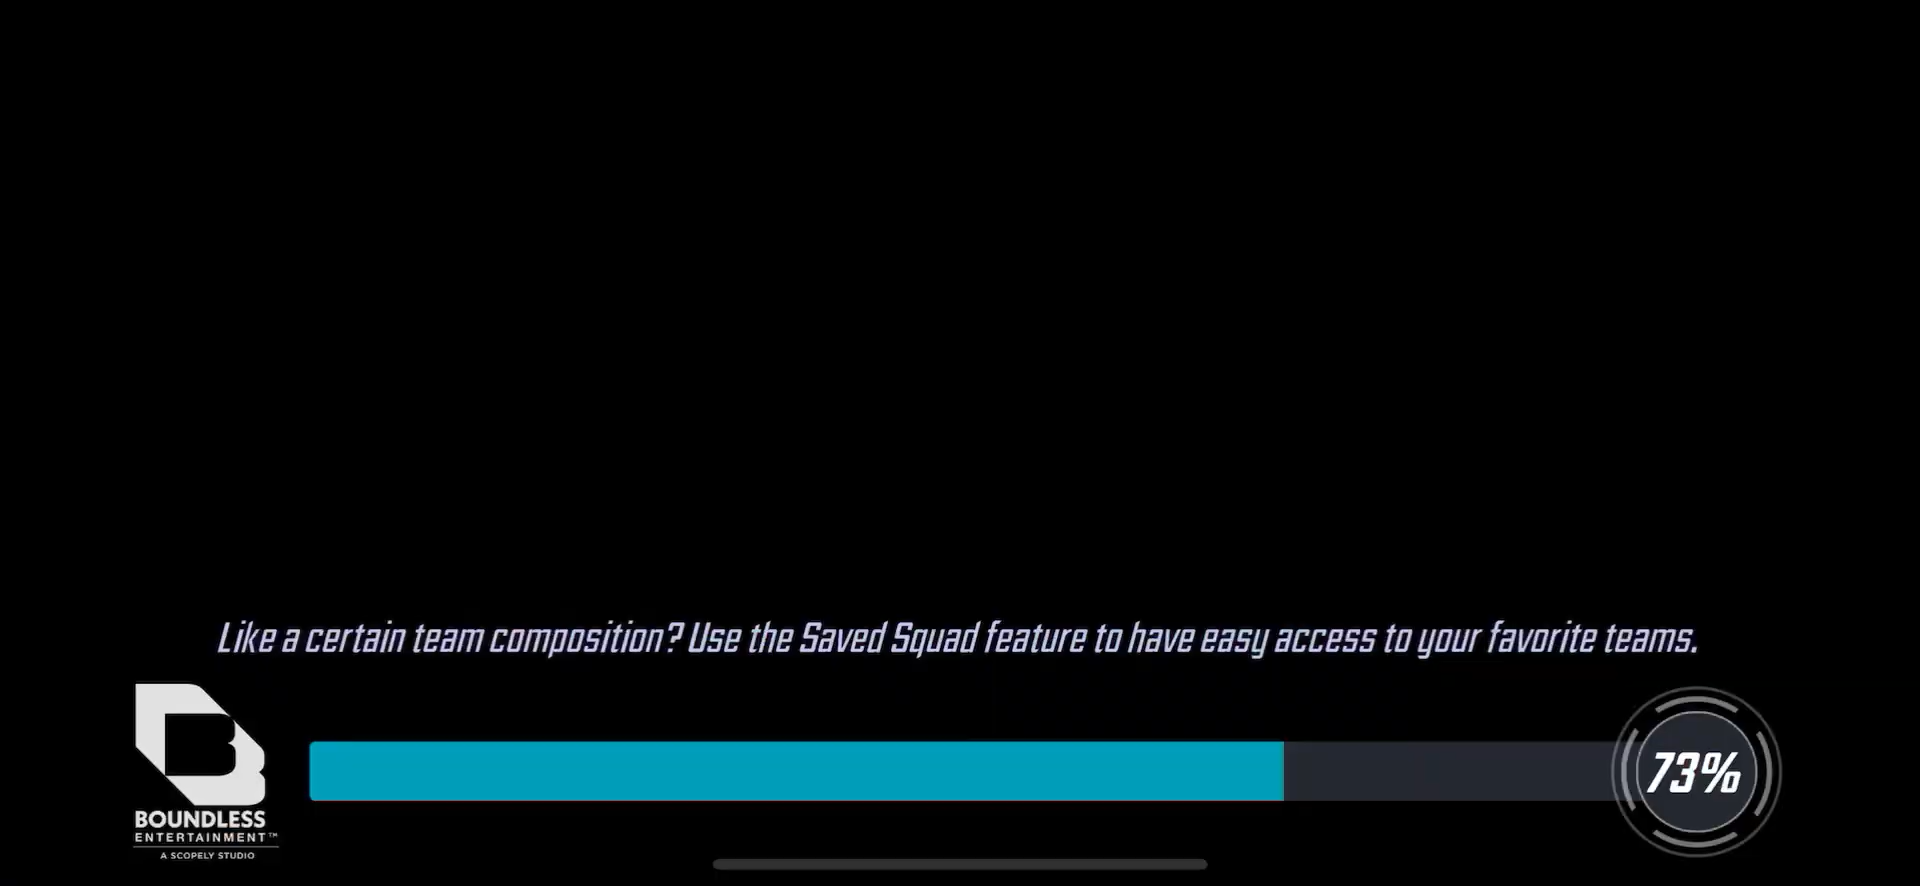 Like a certain team composition? Use the Saved Squad feature to have easy access to your favorite teams.
73%
BOUNDLESS
ENTERTAINMENT™
A SCOPELY STUDIO